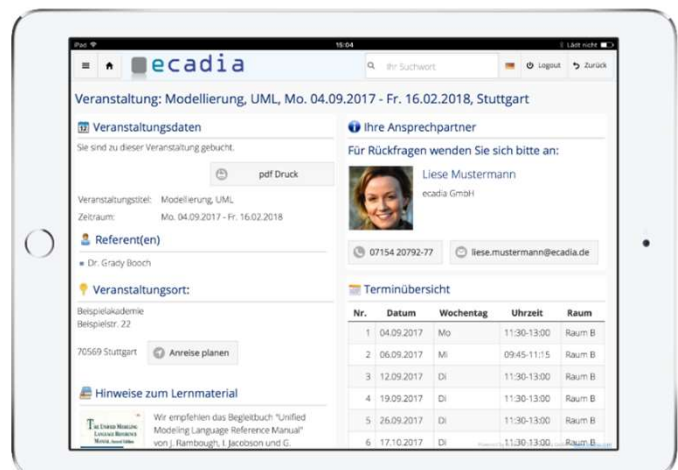 iPad
15:04
Lädt nicht
ecadia
Ihr Suchwort
Logout
Zurück
Veranstaltung: Modellierung, UML, Mo. 04.09.2017 - Fr. 16.02.2018, Stuttgart
Veranstaltungsdaten
Sie sind zu dieser Veranstaltung gebucht.
pdf Druck
Veranstaltungstitel: Modellierung, UML
Zeitraum: Mo. 04.09.2017 - Fr. 16.02.2018
Referent(en)
Dr. Grady Booch
Veranstaltungsort:
Beispielakademie
Beispielstr. 22
70569 Stuttgart
Anreise planen
Hinweise zum Lernmaterial
THE UNIFIED MODELING
LANGUAGE REFERENCE
MANUAL
Wir empfehlen das Begleitbuch "Unified
Modeling Language Reference Manual"
von J. Rambough, I. Jacobson und G.
Ihre Ansprechpartner
Für Rückfragen wenden Sie sich bitte an:
Liese Mustermann
ecadia GmbH
07154 20792-77
liese.mustermann@ecadia.de
Terminübersicht
Nr. Datum Wochentag Uhrzeit Raum
1 04.09.2017 Mo 11:30-13:00 Raum B
2 06.09.2017 Mi 09:45-11:15 Raum B
3 12.09.2017 Di 11:30-13:00 Raum B
4 19.09.2017 Di 11:30-13:00 Raum B
5 26.09.2017 Di 11:30-13:00 Raum B
6 17.10.2017 Di 11:30-13:00 Raum B